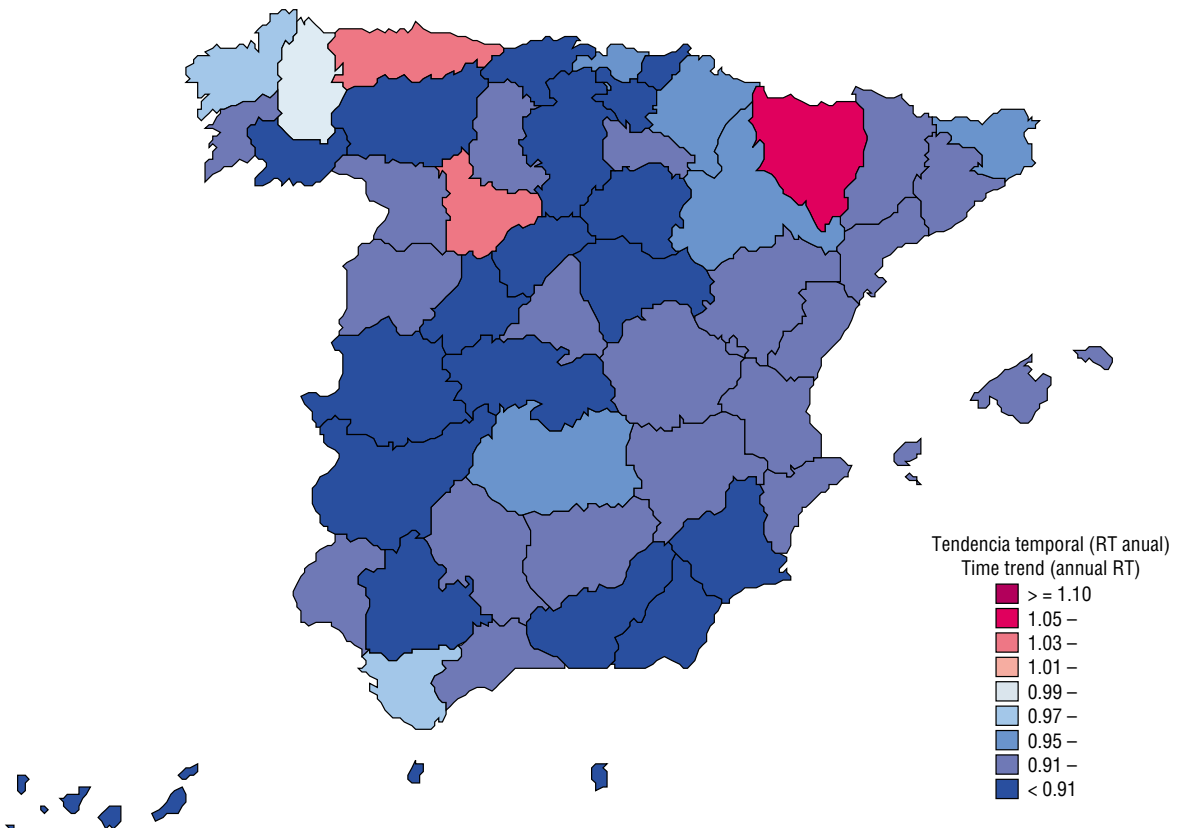 Tendencia temporal (RT anual)
Time trend (annual RT)
> = 1.10
1.05 –
1.03 –
1.01 –
0.99 –
0.97 –
0.95 –
0.91 –
< 0.91